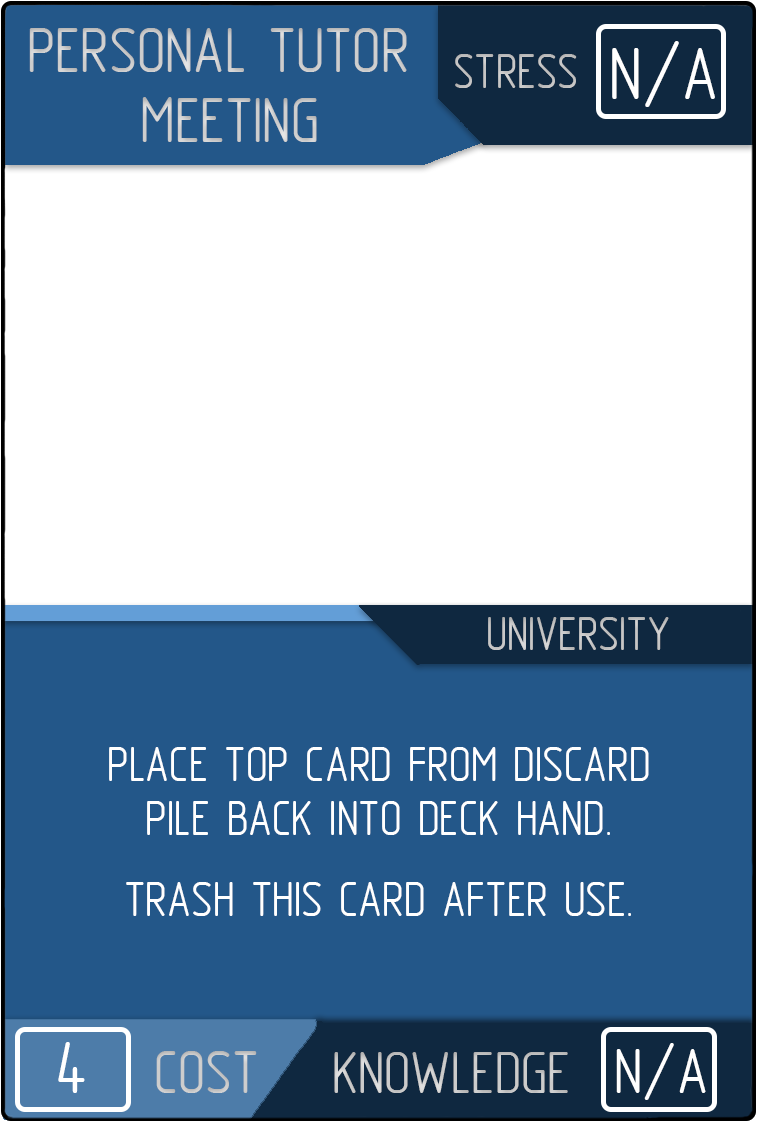 PERSONAL TUTOR
MEETING
STRESS
N/A
UNIVERSITY
PLACE TOP CARD FROM DISCARD
PILE BACK INTO DECK HAND.
TRASH THIS CARD AFTER USE.
4
COST
KNOWLEDGE
N/A